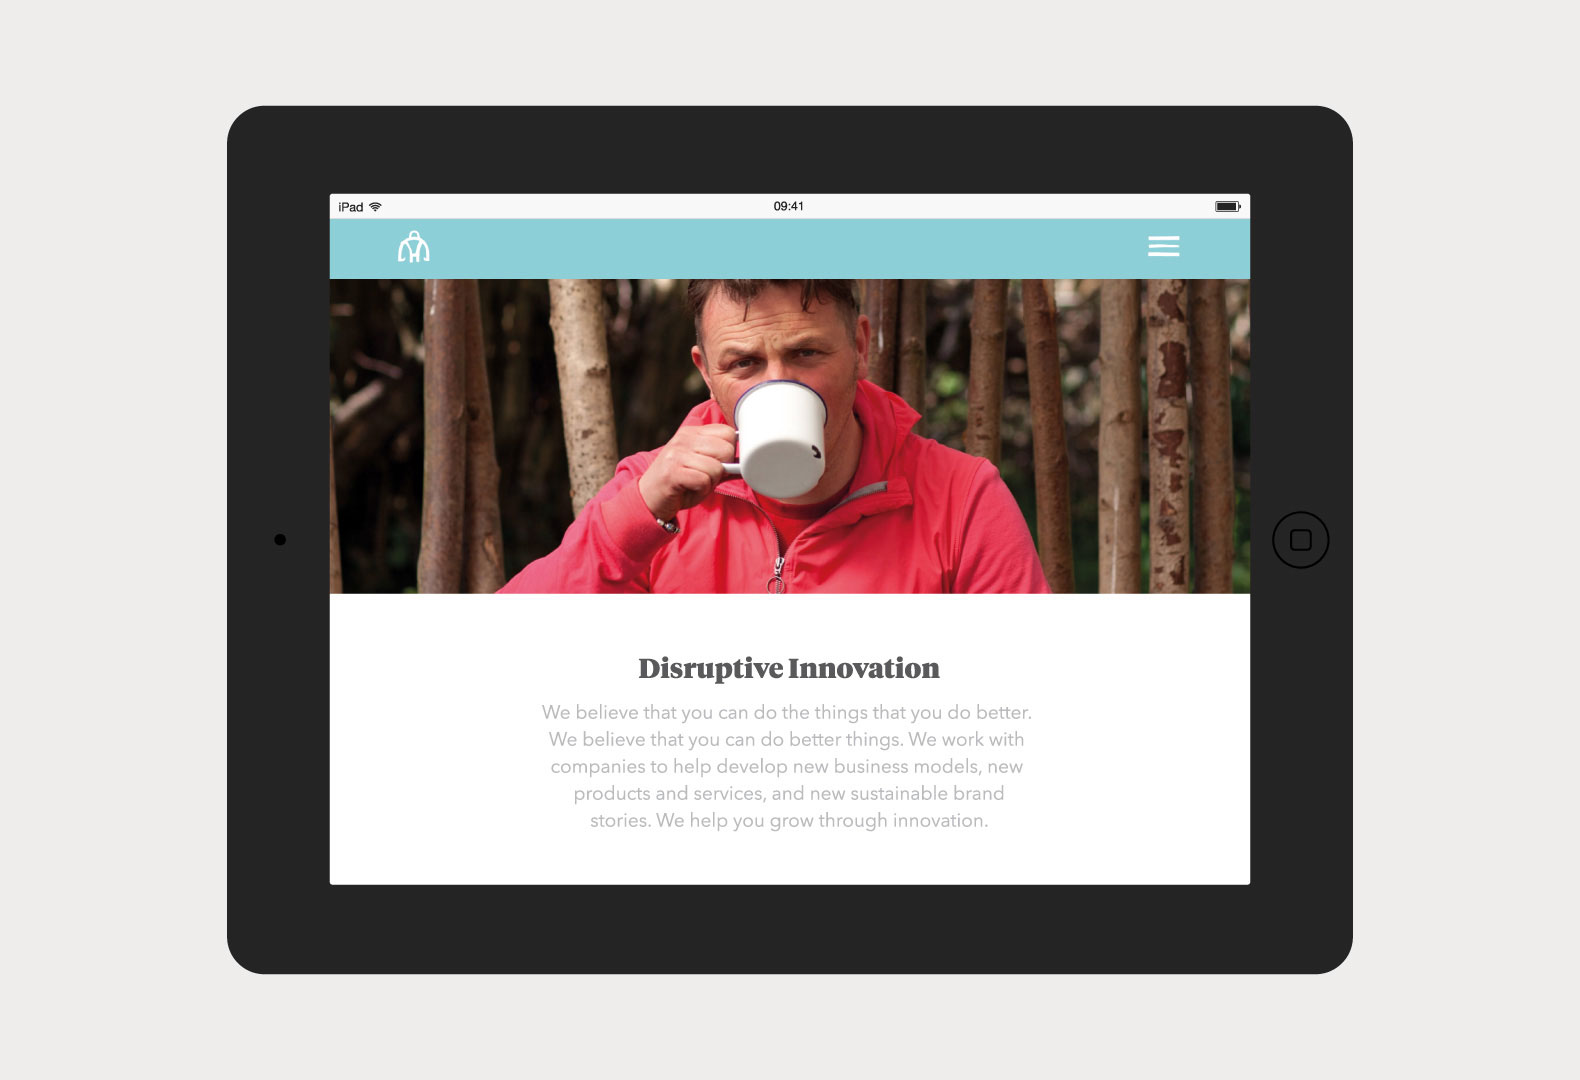 iPad 09:41
Disruptive Innovation
We believe that you can do the things that you do better.
We believe that you can do better things. We work with
companies to help develop new business models, new
products and services, and new sustainable brand
stories. We help you grow through innovation.